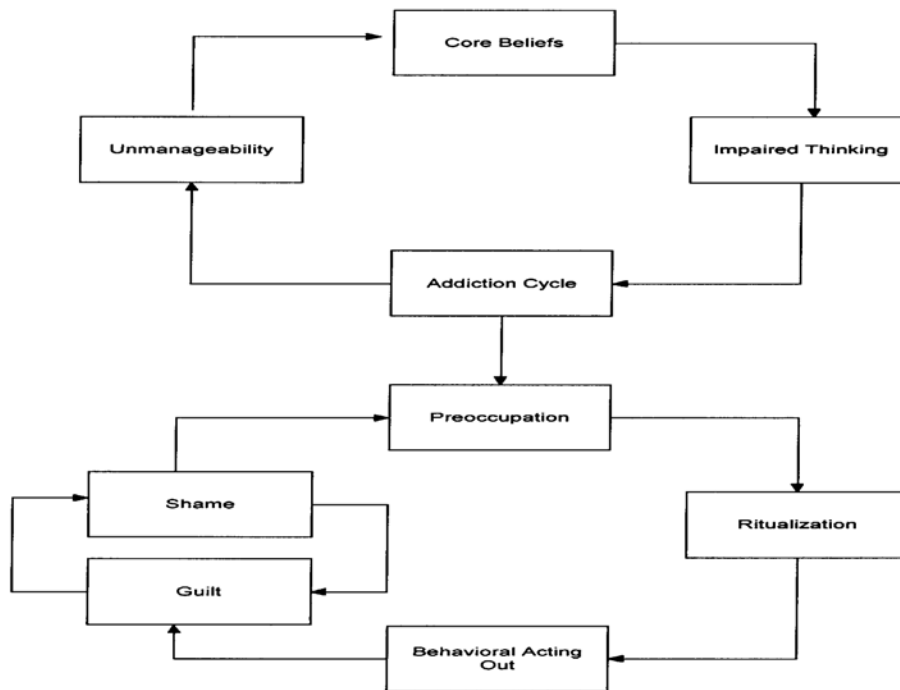 Core Beliefs
Unmanageability
Impaired Thinking
Addiction Cycle
Preoccupation
Shame
Ritualization
Guilt
Behavioral Acting
Out